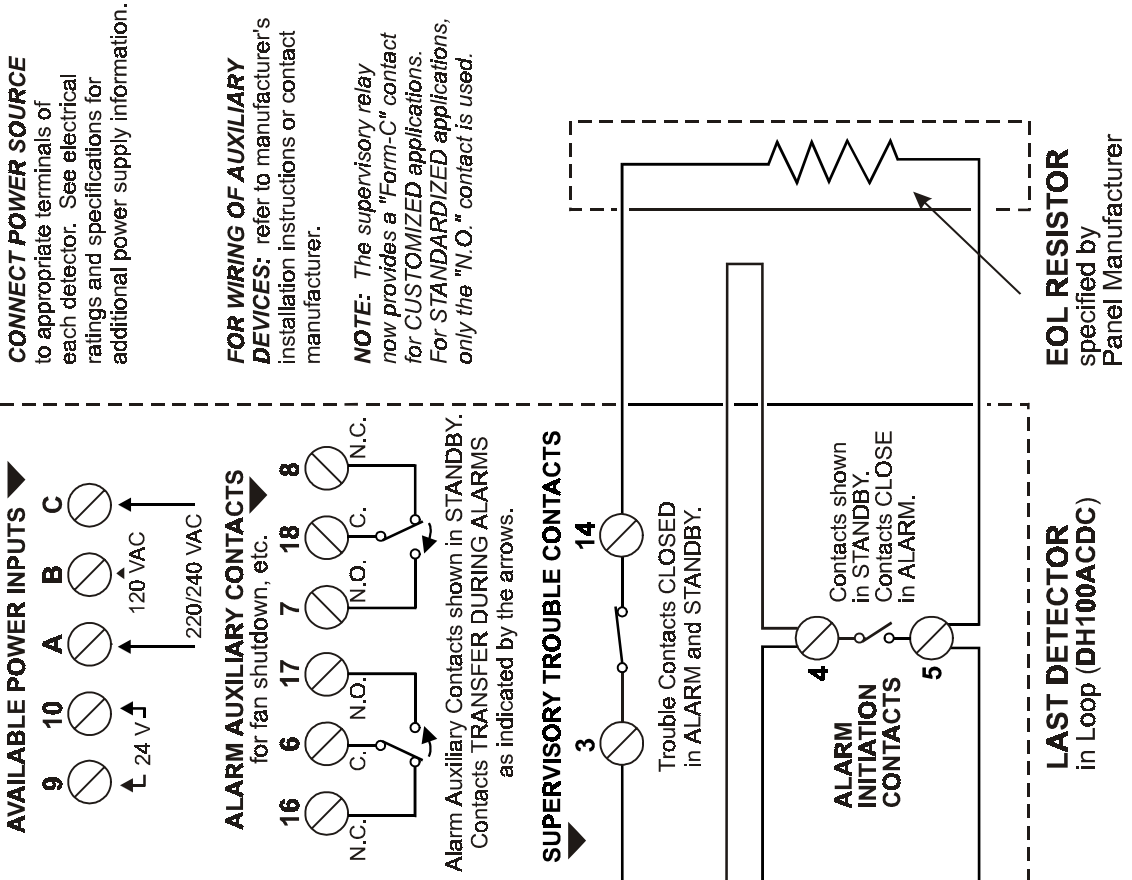 AVAILABLE POWER INPUTS
9 10 A B C
24 V
120 VAC
220/240 VAC
ALARM AUXILIARY CONTACTS
for fan shutdown, etc.
16 6 17 7 18 8
N.C. C. N.O. N.O. C. N.C.
Alarm Auxiliary Contacts shown in STANDBY.
Contacts TRANSFER DURING ALARMS
as indicated by the arrows.
SUPERVISORY TROUBLE CONTACTS
3 14
Trouble Contacts CLOSED
in ALARM and STANDBY.
4
5
ALARM
INITIATION
CONTACTS
Contacts shown
in STANDBY.
Contacts CLOSE
in ALARM.
LAST DETECTOR
in Loop (DH100ACDC)
CONNECT POWER SOURCE
to appropriate terminals of
each detector. See electrical
ratings and specifications for
additional power supply information.
FOR WIRING OF AUXILIARY
DEVICES: refer to manufacturer's
installation instructions or contact
manufacturer.
NOTE: The supervisory relay
now provides a "Form-C" contact
for CUSTOMIZED applications.
For STANDARDIZED applications,
only the "N.O." contact is used.
EOL RESISTOR
specified by
Panel Manufacturer